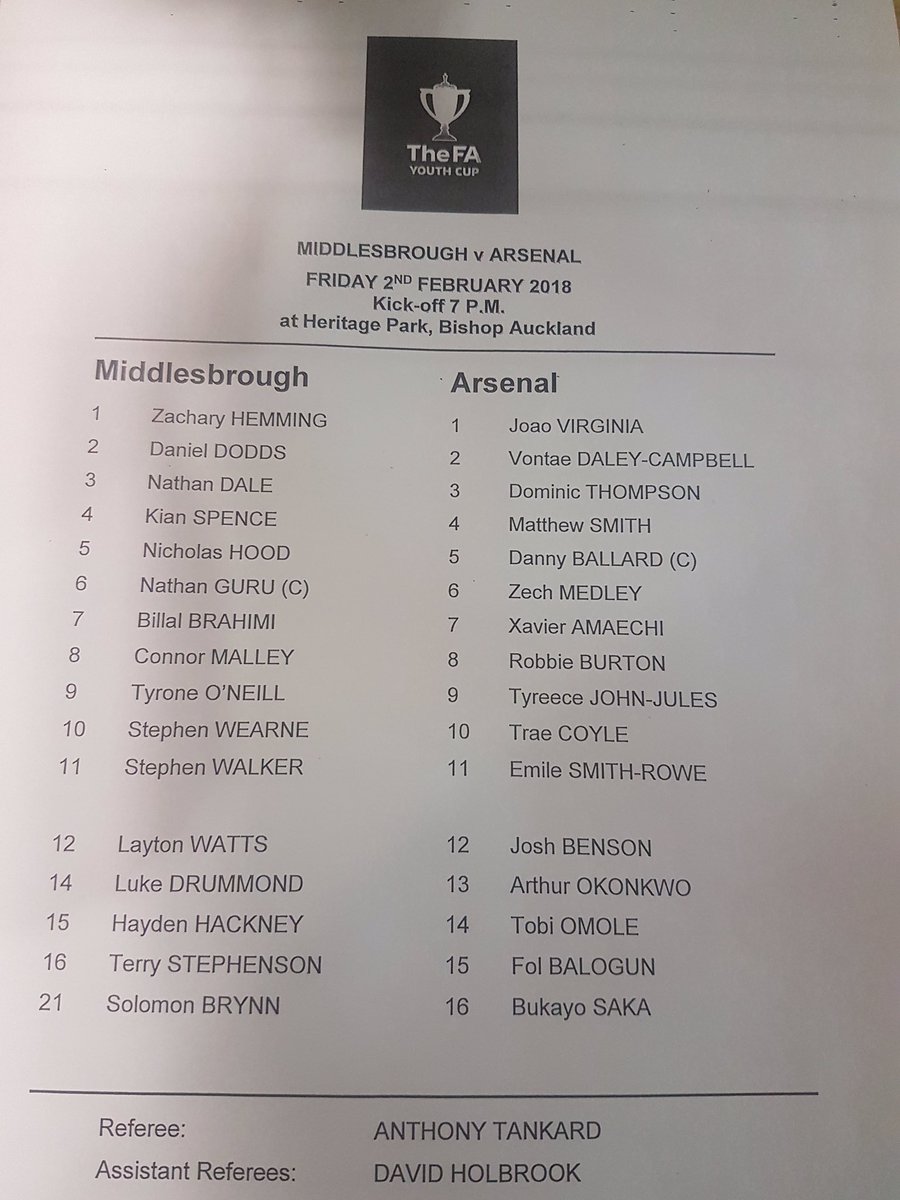 The FA
YOUTH CUP
MIDDLESBROUGH v ARSENAL
FRIDAY 2ND FEBRUARY 2018
Kick-off 7 P.M.
at Heritage Park, Bishop Auckland
Middlesbrough Arsenal
1 Zachary HEMMING 1 Joao VIRGINIA
2 Daniel DODDS 2 Vontae DALEY-CAMPBELL
3 Nathan DALE 3 Dominic THOMPSON
4 Kian SPENCE 4 Matthew SMITH
5 Nicholas HOOD 5 Danny BALLARD (C)
6 Nathan GURU (C) 6 Zech MEDLEY
7 Billal BRAHIMI 7 Xavier AMAECHI
8 Connor MALLEY 8 Robbie BURTON
9 Tyrone O'NEILL 9 Tyreece JOHN-JULES
10 Stephen WEARNE 10 Trae COYLE
11 Stephen WALKER 11 Emile SMITH-ROWE
12 Layton WATTS 12 Josh BENSON
14 Luke DRUMMOND 13 Arthur OKONKWO
15 Hayden HACKNEY 14 Tobi OMOLE
16 Terry STEPHENSON 15 Fol BALOGUN
21 Solomon BRYNN 16 Bukayo SAKA
Referee: ANTHONY TANKARD
Assistant Referees: DAVID HOLBROOK